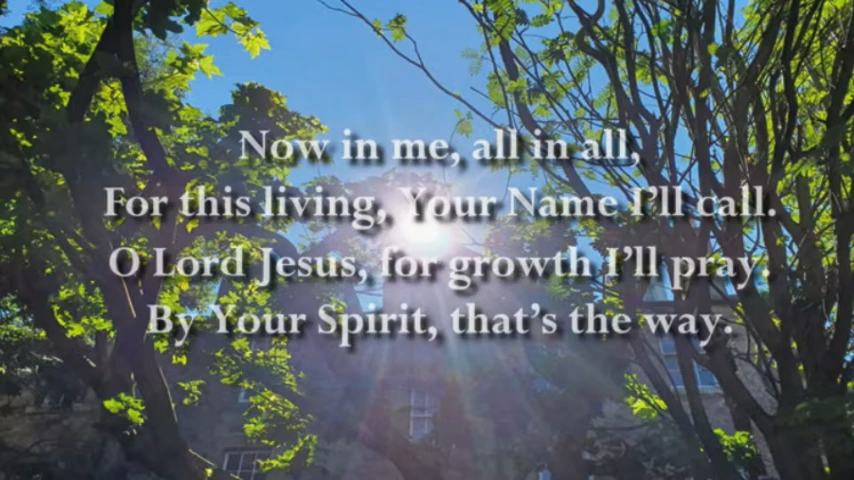 Now in me, all in all,
For this living, Your Name I’ll call.
O Lord Jesus, for growth I’ll pray.
By Your Spirit, that’s the way.